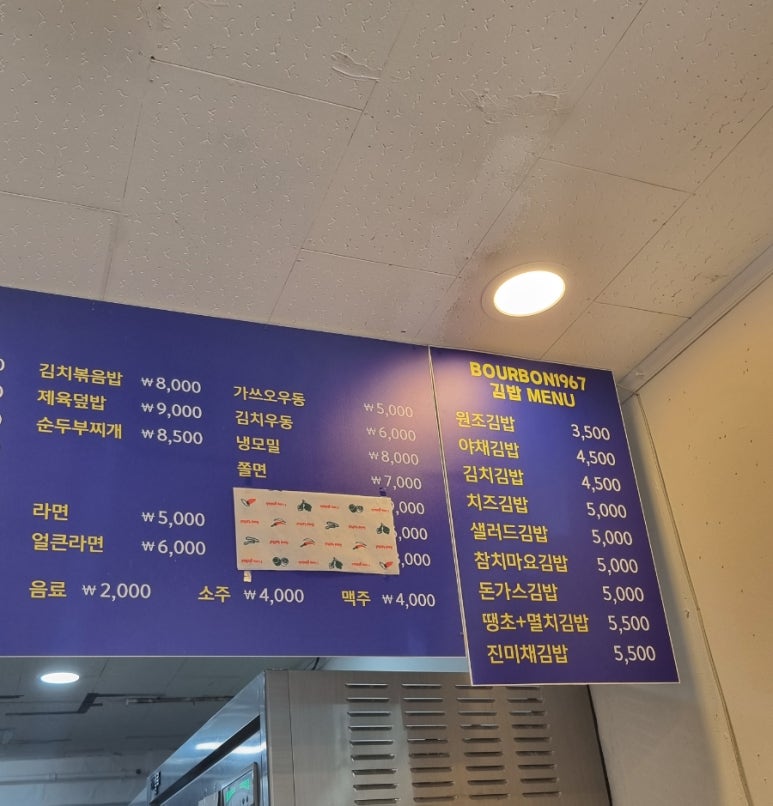 김치볶음밥 ₩8,000
제육덮밥 ₩9,000
순두부찌개 ₩8,500
라면 ₩5,000
얼큰라면 ₩6,000
가쓰오우동 ₩5,000
김치우동 ₩6,000
냉모밀 ₩8,000
쫄면 ₩7,000
,000
,000
,000
음료 ₩2,000 소주 ₩4,000 맥주 ₩4,000
BOURBON1967
김밥 MENU
원조김밥 3,500
야채김밥 4,500
김치김밥 4,500
치즈김밥 5,000
샐러드김밥 5,000
참치마요김밥 5,000
돈가스김밥 5,000
땡초+멸치김밥 5,500
진미채김밥 5,500